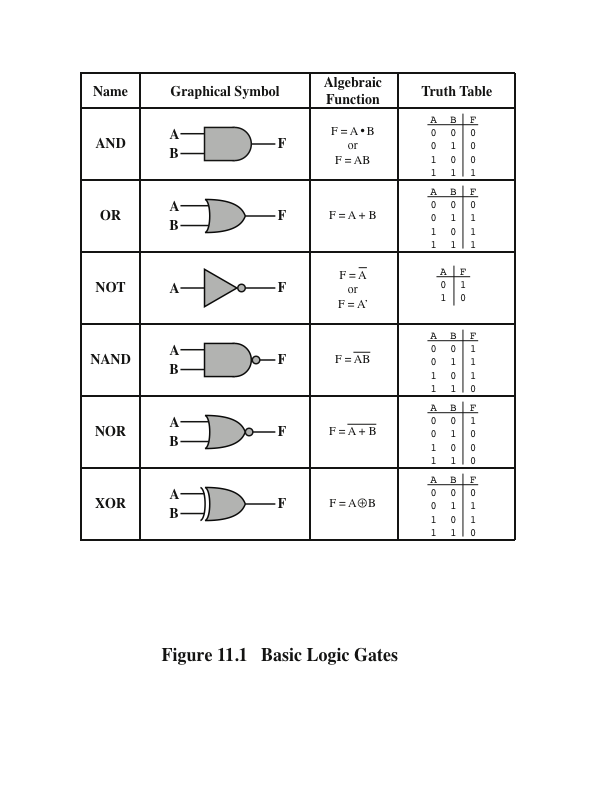 Name Graphical Symbol Algebraic Function Truth Table
AND A B F F = A • B or F = AB
A B F
0 0 0
0 1 0
1 0 0
1 1 1
OR A B F F = A + B
A B F
0 0 0
0 1 1
1 0 1
1 1 1
NOT A F F = A̅ or F = A'
A F
0 1
1 0
NAND A B F F = A̅B̅
A B F
0 0 1
0 1 1
1 0 1
1 1 0
NOR A B F F = A̅ ̅+̅ ̅B̅
A B F
0 0 1
0 1 0
1 0 0
1 1 0
XOR A B F F = A⊕B
A B F
0 0 0
0 1 1
1 0 1
1 1 0
Figure 11.1 Basic Logic Gates